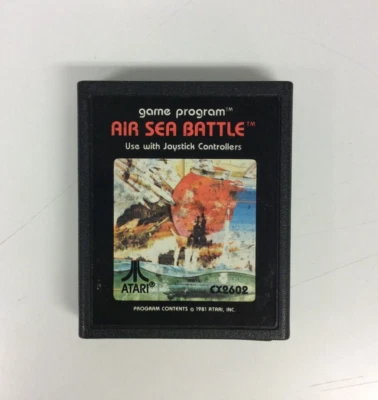 game program™
AIR SEA BATTLE™
Use with Joystick Controllers
ATARI®
CX2602
PROGRAM CONTENTS © 1981 ATARI, INC.